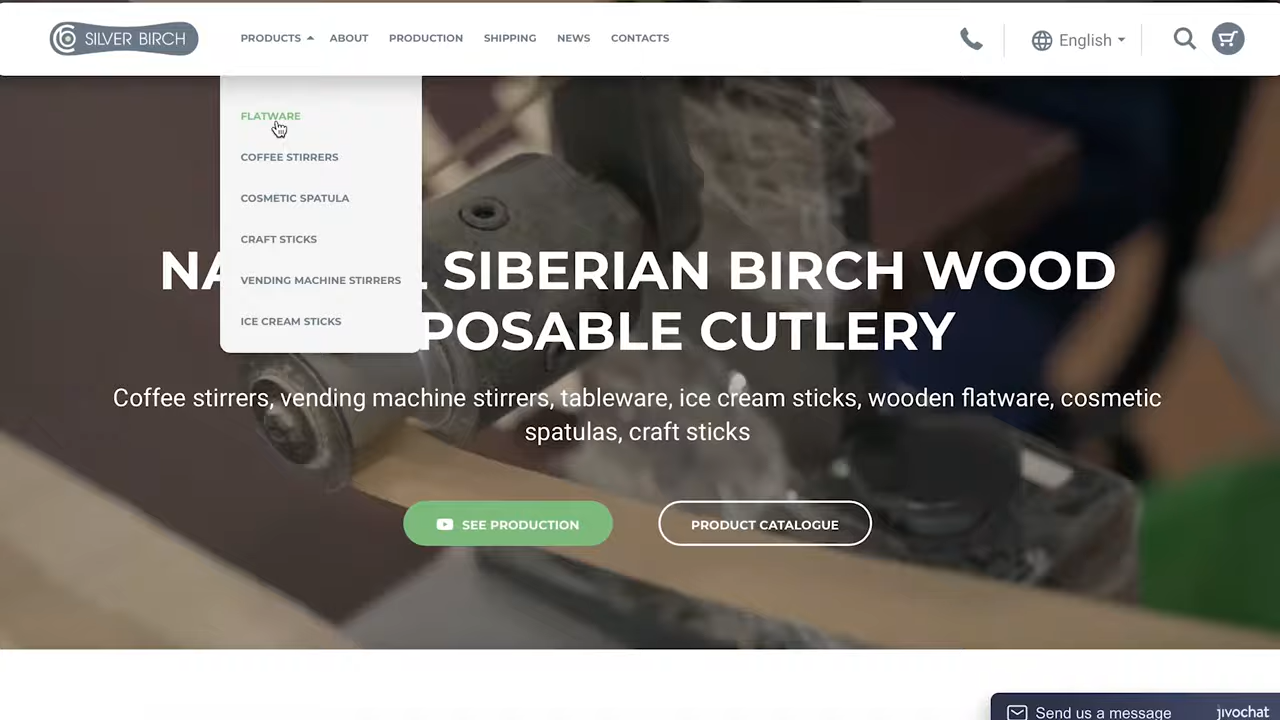 SILVER BIRCH
PRODUCTS
ABOUT
PRODUCTION
SHIPPING
NEWS
CONTACTS
English
FLATWARE
COFFEE STIRRERS
COSMETIC SPATULA
CRAFT STICKS
VENDING MACHINE STIRRERS
ICE CREAM STICKS
SIBERIAN BIRCH WOOD
CUTLERY
Coffee stirrers, vending machine stirrers, tableware, ice cream sticks, wooden flatware, cosmetic
spatulas, craft sticks
SEE PRODUCTION
PRODUCT CATALOGUE
Send us a message
jivochat